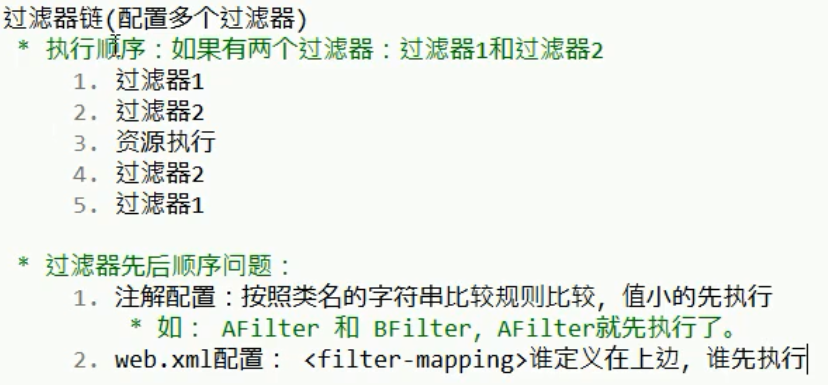 过滤器链(配置多个过滤器)
* 执行顺序：如果有两个过滤器：过滤器1和过滤器2
1. 过滤器1
2. 过滤器2
3. 资源执行
4. 过滤器2
5. 过滤器1
* 过滤器先后顺序问题：
1. 注解配置：按照类名的字符串比较规则比较，值小的先执行
* 如： AFilter 和 BFilter，AFilter就先执行了。
2. web.xml配置： <filter-mapping>谁定义在上边，谁先执行